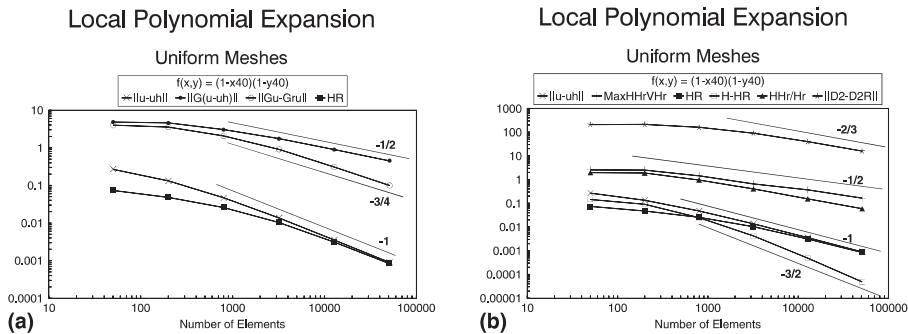 Local Polynomial Expansion
(a)
Uniform Meshes
f(x,y) = (1-x40)(1-y40)
||u-uh|| ||G(u-uh)|| ||Gu-Gru|| HR
10
1
0.1
0.01
0.001
0.0001
-1/2
-3/4
-1
10 100 1000 10000 100000
Number of Elements
Local Polynomial Expansion
(b)
Uniform Meshes
f(x,y) = (1-x40)(1-y40)
||u-uh|| MaxHHrVHr HR H-HR HHr/Hr ||D2-D2R||
1000
100
10
1
0.1
0.01
0.001
0.0001
0.00001
-2/3
-1/2
-1
-3/2
10 100 1000 10000 100000
Number of Elements